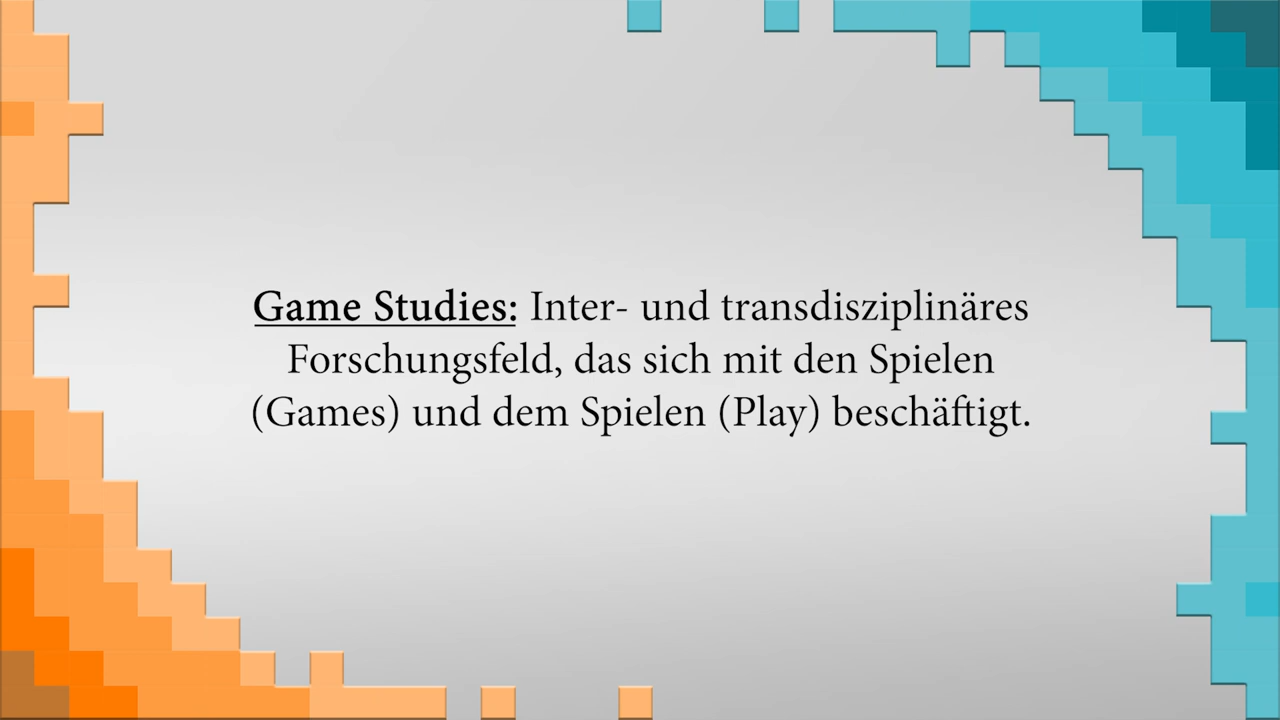 Game Studies: Inter- und transdisziplinäres
Forschungsfeld, das sich mit den Spielen
(Games) und dem Spielen (Play) beschäftigt.